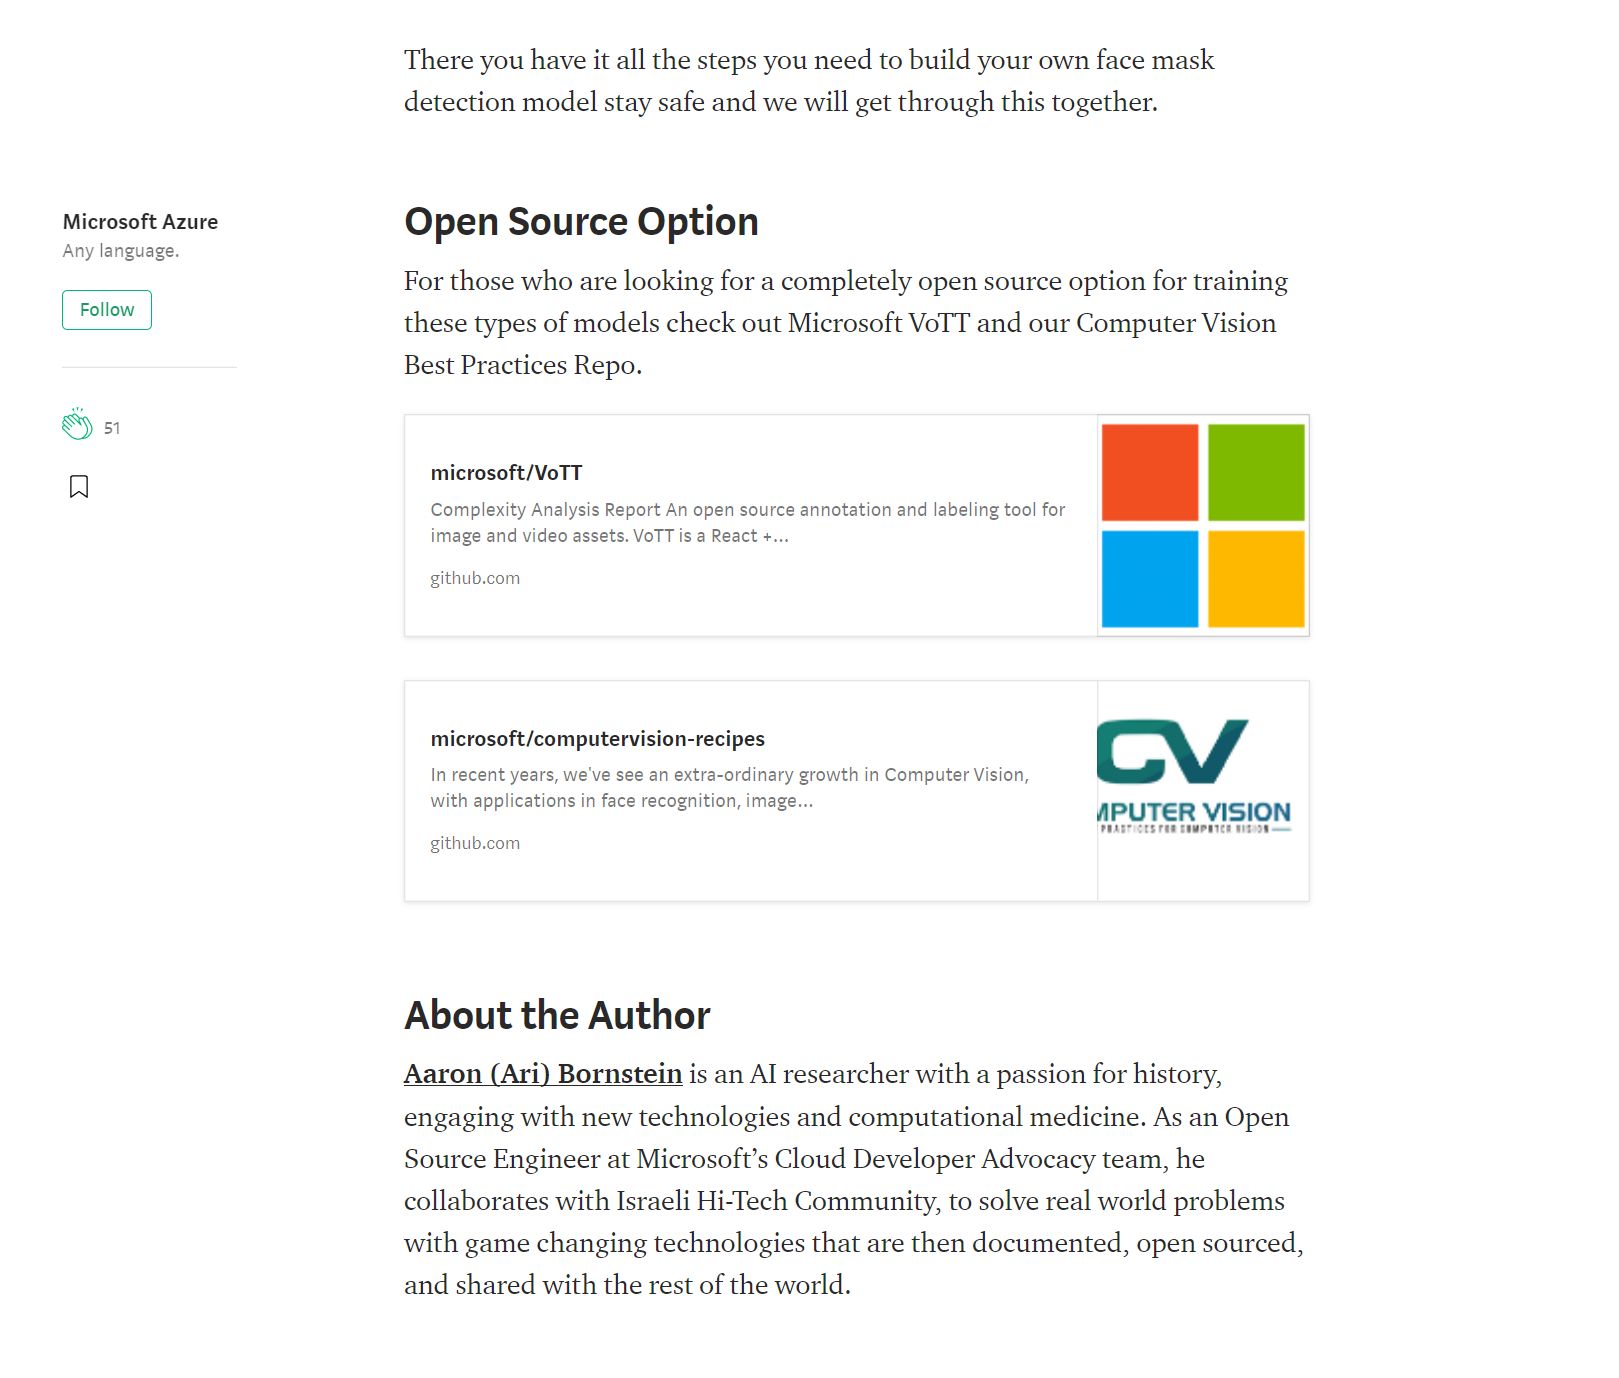 There you have it all the steps you need to build your own face mask
detection model stay safe and we will get through this together.
Microsoft Azure
Any language.
Follow
51
Open Source Option
For those who are looking for a completely open source option for training
these types of models check out Microsoft VoTT and our Computer Vision
Best Practices Repo.
microsoft/VoTT
Complexity Analysis Report An open source annotation and labeling tool for
image and video assets. VoTT is a React +...
github.com
microsoft/computervision-recipes
In recent years, we've see an extra-ordinary growth in Computer Vision,
with applications in face recognition, image...
github.com
CV
MPUTER VISION
PRACTICES FOR COMPUTER VISION
About the Author
Aaron (Ari) Bornstein is an AI researcher with a passion for history,
engaging with new technologies and computational medicine. As an Open
Source Engineer at Microsoft’s Cloud Developer Advocacy team, he
collaborates with Israeli Hi-Tech Community, to solve real world problems
with game changing technologies that are then documented, open sourced,
and shared with the rest of the world.